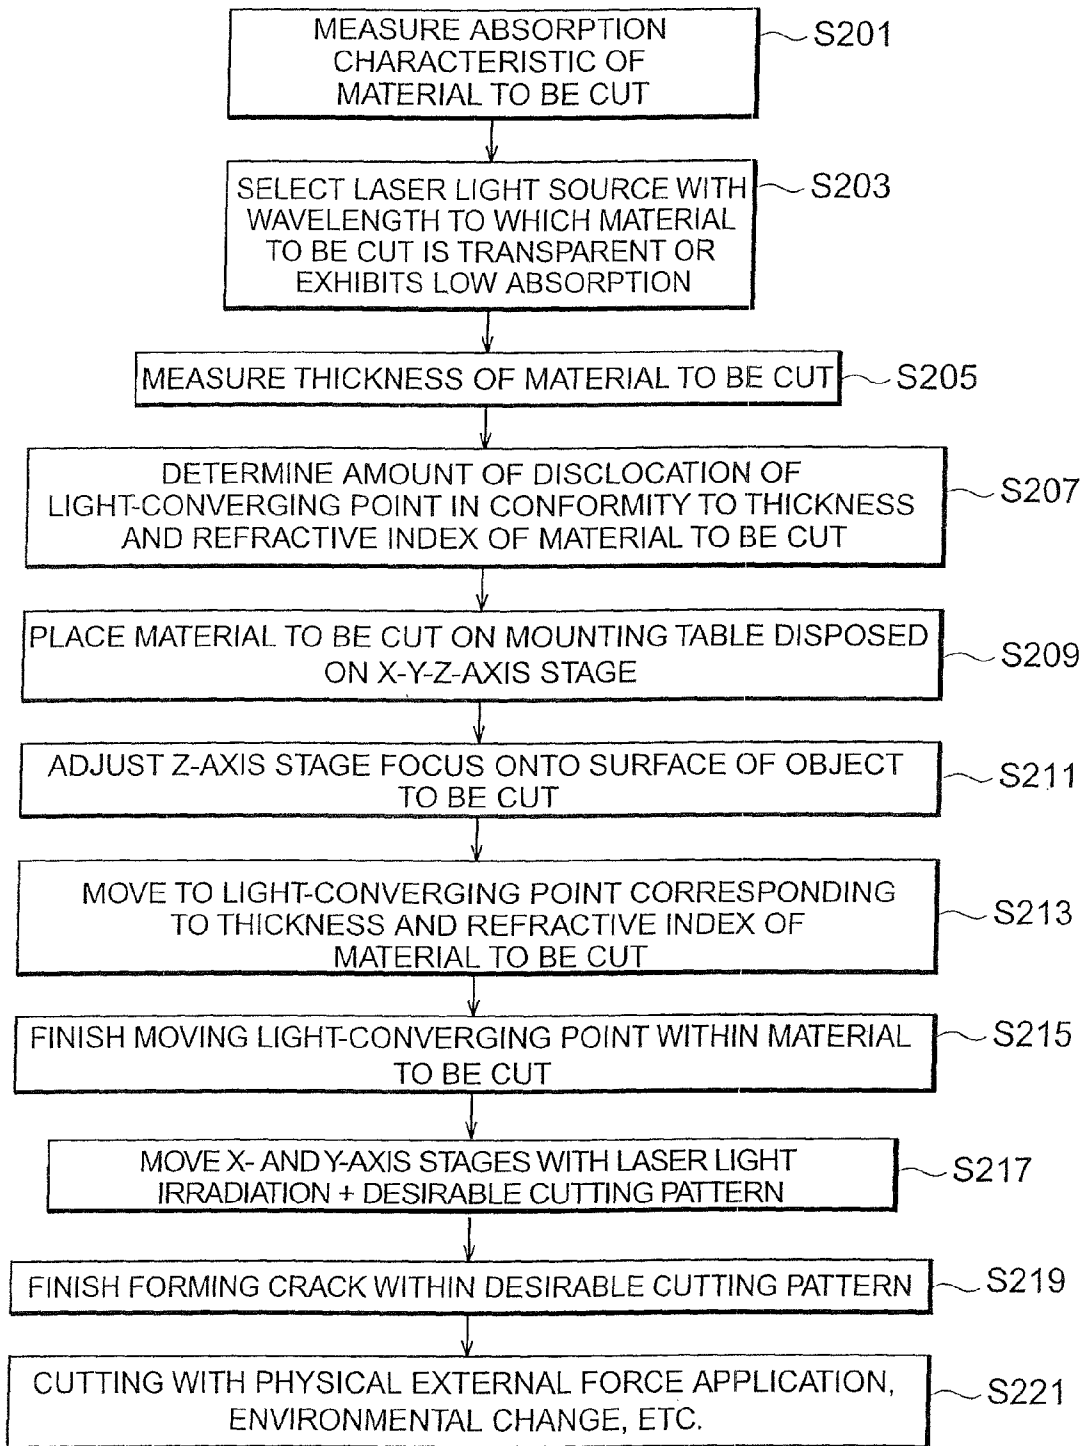 MEASURE ABSORPTION
CHARACTERISTIC OF
MATERIAL TO BE CUT
S201
SELECT LASER LIGHT SOURCE WITH
WAVELENGTH TO WHICH MATERIAL
TO BE CUT IS TRANSPARENT OR
EXHIBITS LOW ABSORPTION
S203
MEASURE THICKNESS OF MATERIAL TO BE CUT
S205
DETERMINE AMOUNT OF DISCLOCATION OF
LIGHT-CONVERGING POINT IN CONFORMITY TO THICKNESS
AND REFRACTIVE INDEX OF MATERIAL TO BE CUT
S207
PLACE MATERIAL TO BE CUT ON MOUNTING TABLE DISPOSED
ON X-Y-Z-AXIS STAGE
S209
ADJUST Z-AXIS STAGE FOCUS ONTO SURFACE OF OBJECT
TO BE CUT
S211
MOVE TO LIGHT-CONVERGING POINT CORRESPONDING
TO THICKNESS AND REFRACTIVE INDEX OF
MATERIAL TO BE CUT
S213
FINISH MOVING LIGHT-CONVERGING POINT WITHIN MATERIAL
TO BE CUT
S215
MOVE X- AND Y-AXIS STAGES WITH LASER LIGHT
IRRADIATION + DESIRABLE CUTTING PATTERN
S217
FINISH FORMING CRACK WITHIN DESIRABLE CUTTING PATTERN
S219
CUTTING WITH PHYSICAL EXTERNAL FORCE APPLICATION,
ENVIRONMENTAL CHANGE, ETC.
S221